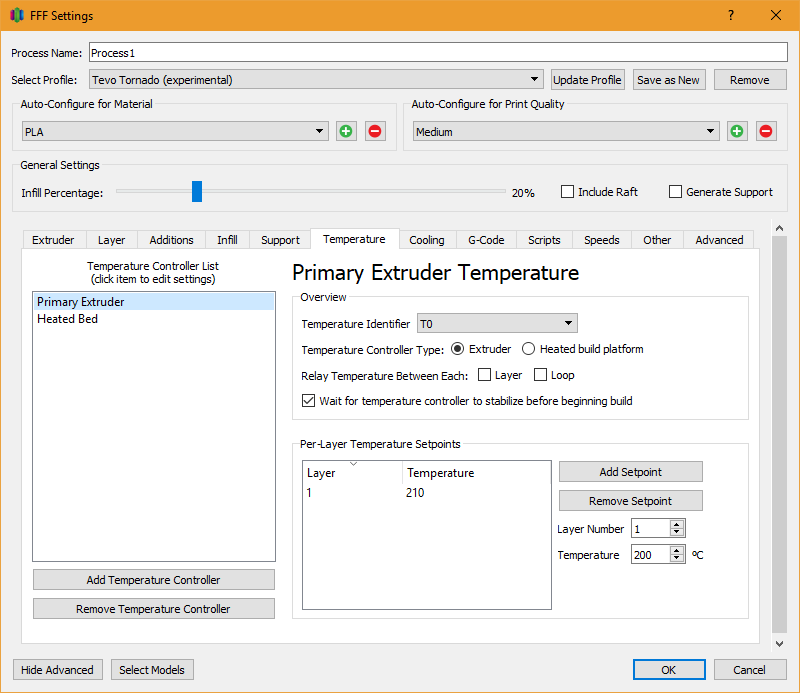 FFF Settings
?
Process Name: Process1
Select Profile: Tevo Tornado (experimental) Update Profile Save as New Remove
Auto-Configure for Material
PLA
Auto-Configure for Print Quality
Medium
General Settings
Infill Percentage: 20% Include Raft Generate Support
Extruder Layer Additions Infill Support Temperature Cooling G-Code Scripts Speeds Other Advanced
Temperature Controller List
(click item to edit settings)
Primary Extruder
Heated Bed
Add Temperature Controller
Remove Temperature Controller
Primary Extruder Temperature
Overview
Temperature Identifier T0
Temperature Controller Type: Extruder Heated build platform
Relay Temperature Between Each: Layer Loop
Wait for temperature controller to stabilize before beginning build
Per-Layer Temperature Setpoints
Layer Temperature
1 210
Add Setpoint
Remove Setpoint
Layer Number 1
Temperature 200 ºC
Hide Advanced Select Models OK Cancel